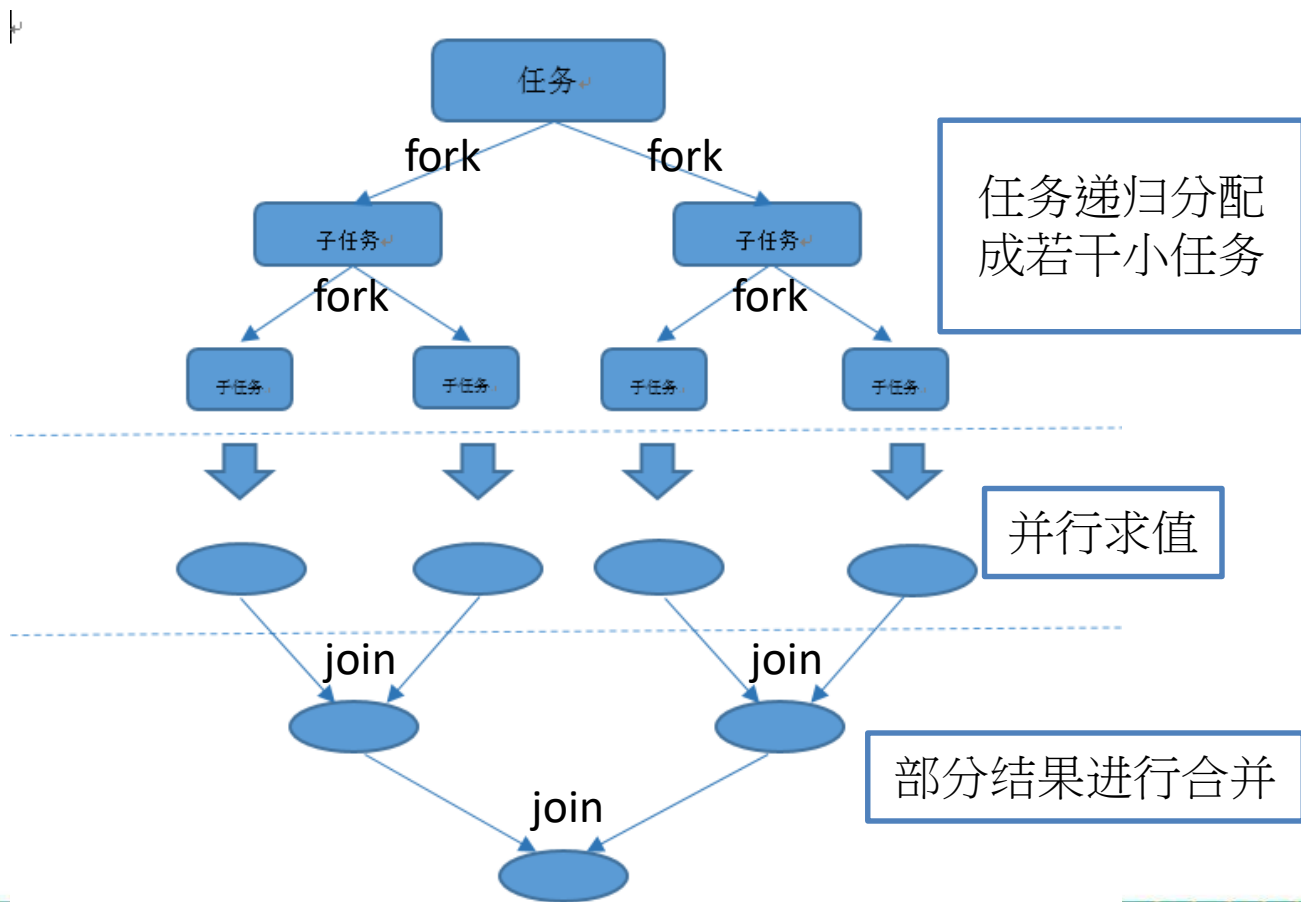 任务
fork
fork
任务递归分配
成若干小任务
子任务
子任务
fork
fork
子任务
子任务
子任务
子任务
并行求值
join
join
部分结果进行合并
join